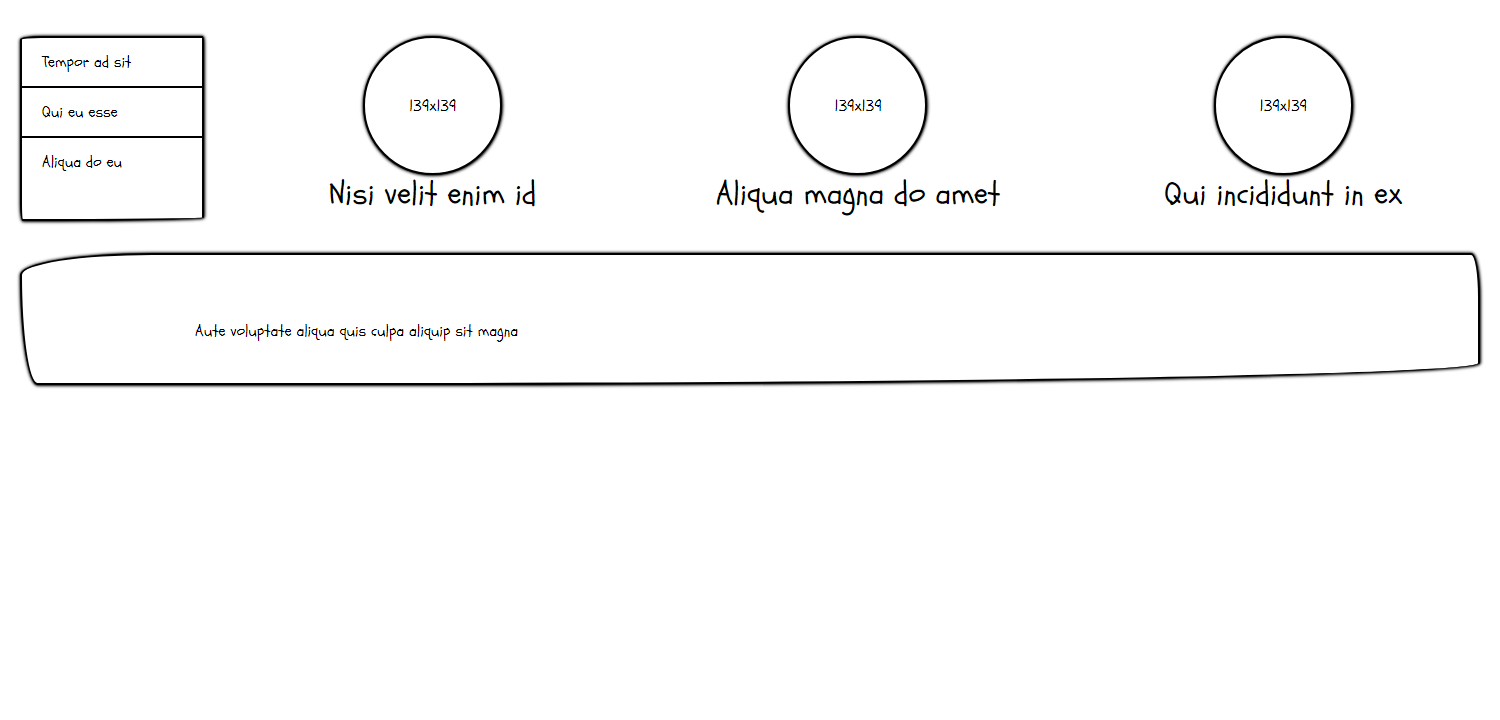 Tempor ad sit
Qui eu esse
Aliqua do eu
139x139
Nisi velit enim id
139x139
Aliqua magna do amet
139x139
Qui incididunt in ex
Aute voluptate aliqua quis culpa aliquip sit magna